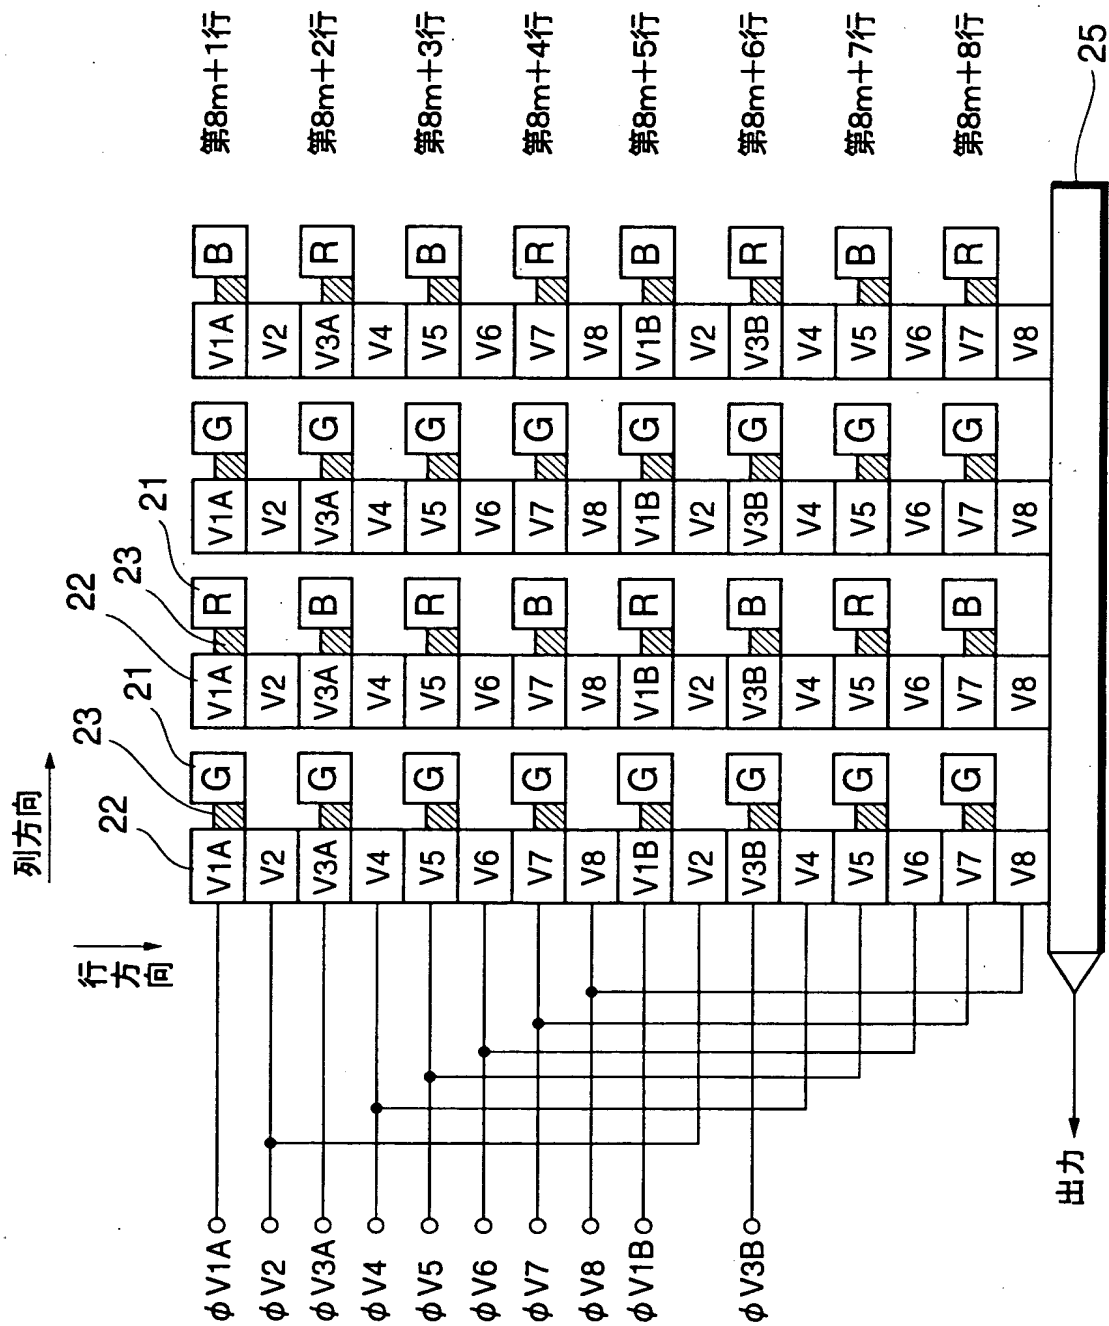 列方向
行方向
第8m+1行
第8m+2行
第8m+3行
第8m+4行
第8m+5行
第8m+6行
第8m+7行
第8m+8行
22
23
21
22
23
21
V1A G V1A R V1A G V1A B
V2 V2 V2 V2
V3A G V3A B V3A G V3A R
V4 V4 V4 V4
V5 G V5 R V5 G V5 B
V6 V6 V6 V6
V7 G V7 B V7 G V7 R
V8 V8 V8 V8
V1B G V1B R V1B G V1B B
V2 V2 V2 V2
V3B G V3B B V3B G V3B R
V4 V4 V4 V4
V5 G V5 R V5 G V5 B
V6 V6 V6 V6
V7 G V7 B V7 G V7 R
V8 V8 V8 V8
φV1A
φV2
φV3A
φV4
φV5
φV6
φV7
φV8
φV1B
φV3B
25
出力